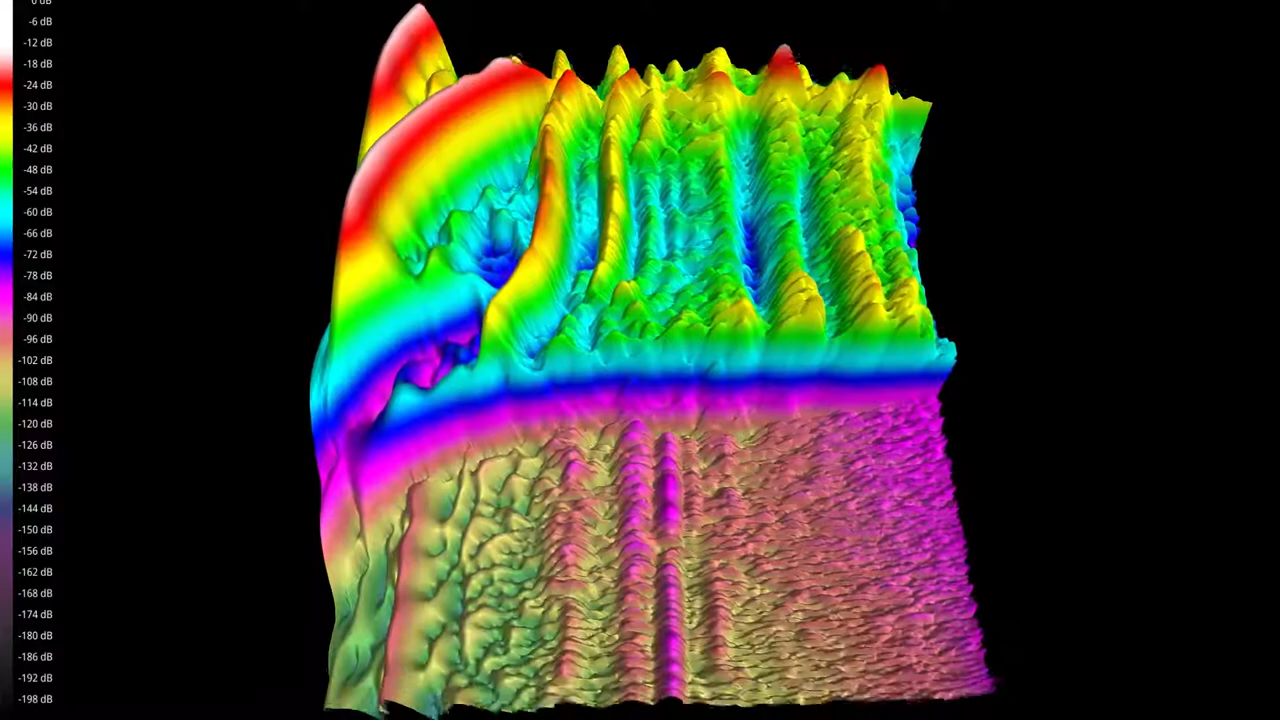 0 dB
-6 dB
-12 dB
-18 dB
-24 dB
-30 dB
-36 dB
-42 dB
-48 dB
-54 dB
-60 dB
-66 dB
-72 dB
-78 dB
-84 dB
-90 dB
-96 dB
-102 dB
-108 dB
-114 dB
-120 dB
-126 dB
-132 dB
-138 dB
-144 dB
-150 dB
-156 dB
-162 dB
-168 dB
-174 dB
-180 dB
-186 dB
-192 dB
-198 dB